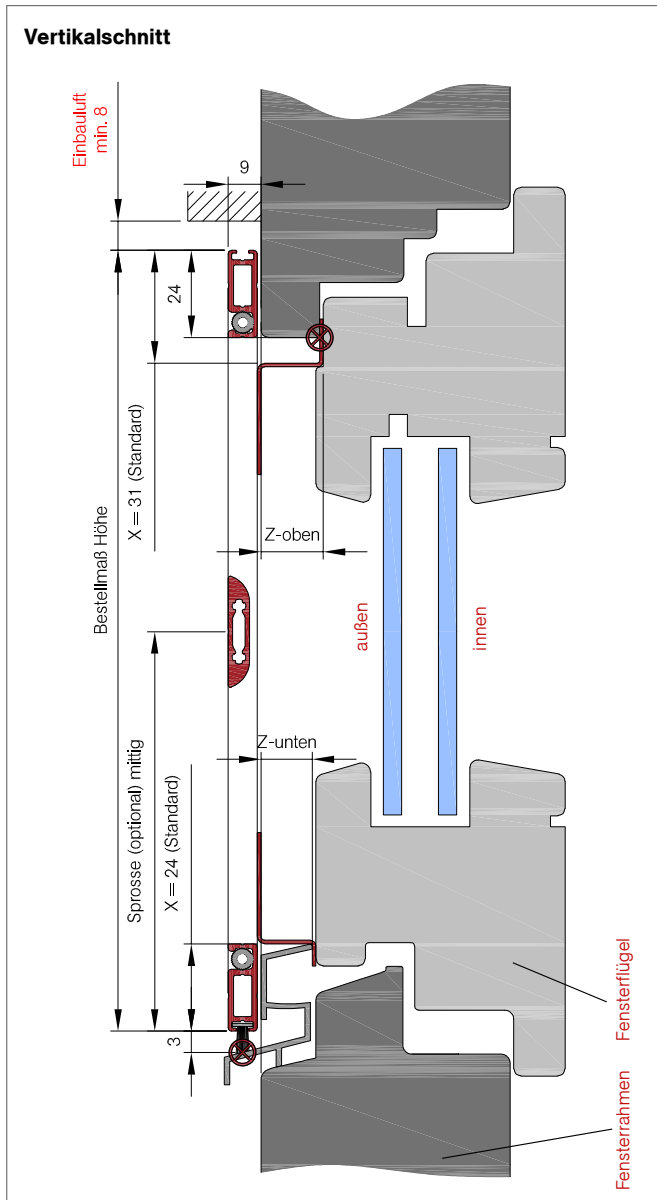 Vertikalschnitt
Einbauluft
min. 8
9
24
X = 31 (Standard)
Bestellmaß Höhe
Z-oben
außen
innen
Sprosse (optional) mittig
X = 24 (Standard)
Z-unten
3
Fensterflügel
Fensterrahmen